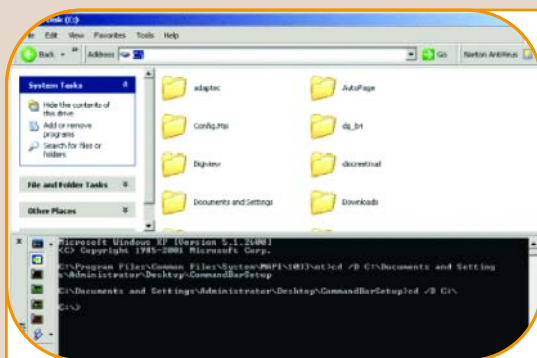 Disk (C:)
Edit View Favorites Tools Help
Back Address C:\ Go Norton AntiVirus
System Tasks
Hide the contents of
this drive
Add or remove
programs
Search for files or
folders
File and Folder Tasks
Other Places
adaptec AutoPage
Config.Msi dg_b4
Digview discreetmail
Documents and Settings Downloads
Microsoft Windows XP [Version 5.1.2600]
(C) Copyright 1985-2001 Microsoft Corp.
C:\Program Files\Common Files\System\MAPI\1033\nt>cd /D C:\Documents and Setting
s\Administrator\Desktop\CommandBarSetup
C:\Documents and Settings\Administrator\Desktop\CommandBarSetup>cd /D C:\
C:\>